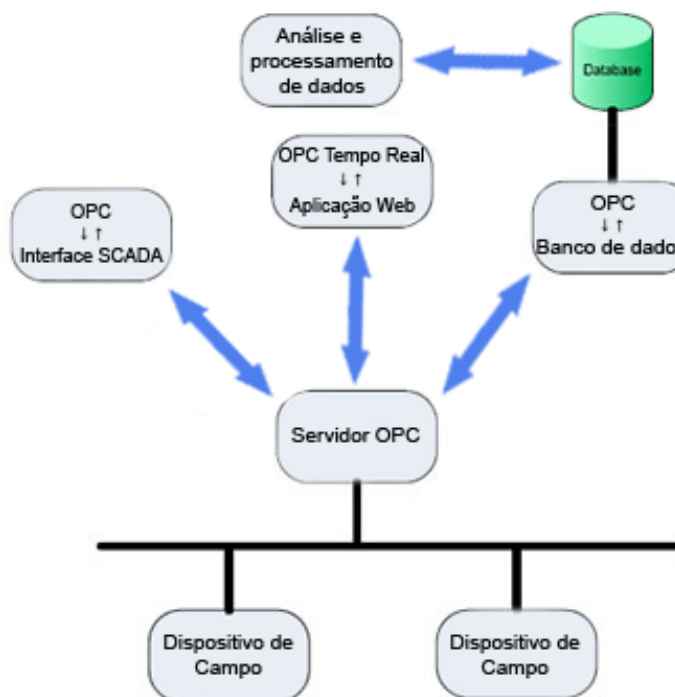 Análise e
processamento
de dados
Database
OPC Tempo Real
↓ ↑
Aplicação Web
OPC
↓ ↑
Interface SCADA
OPC
↓ ↑
Banco de dado
Servidor OPC
Dispositivo de
Campo
Dispositivo de
Campo